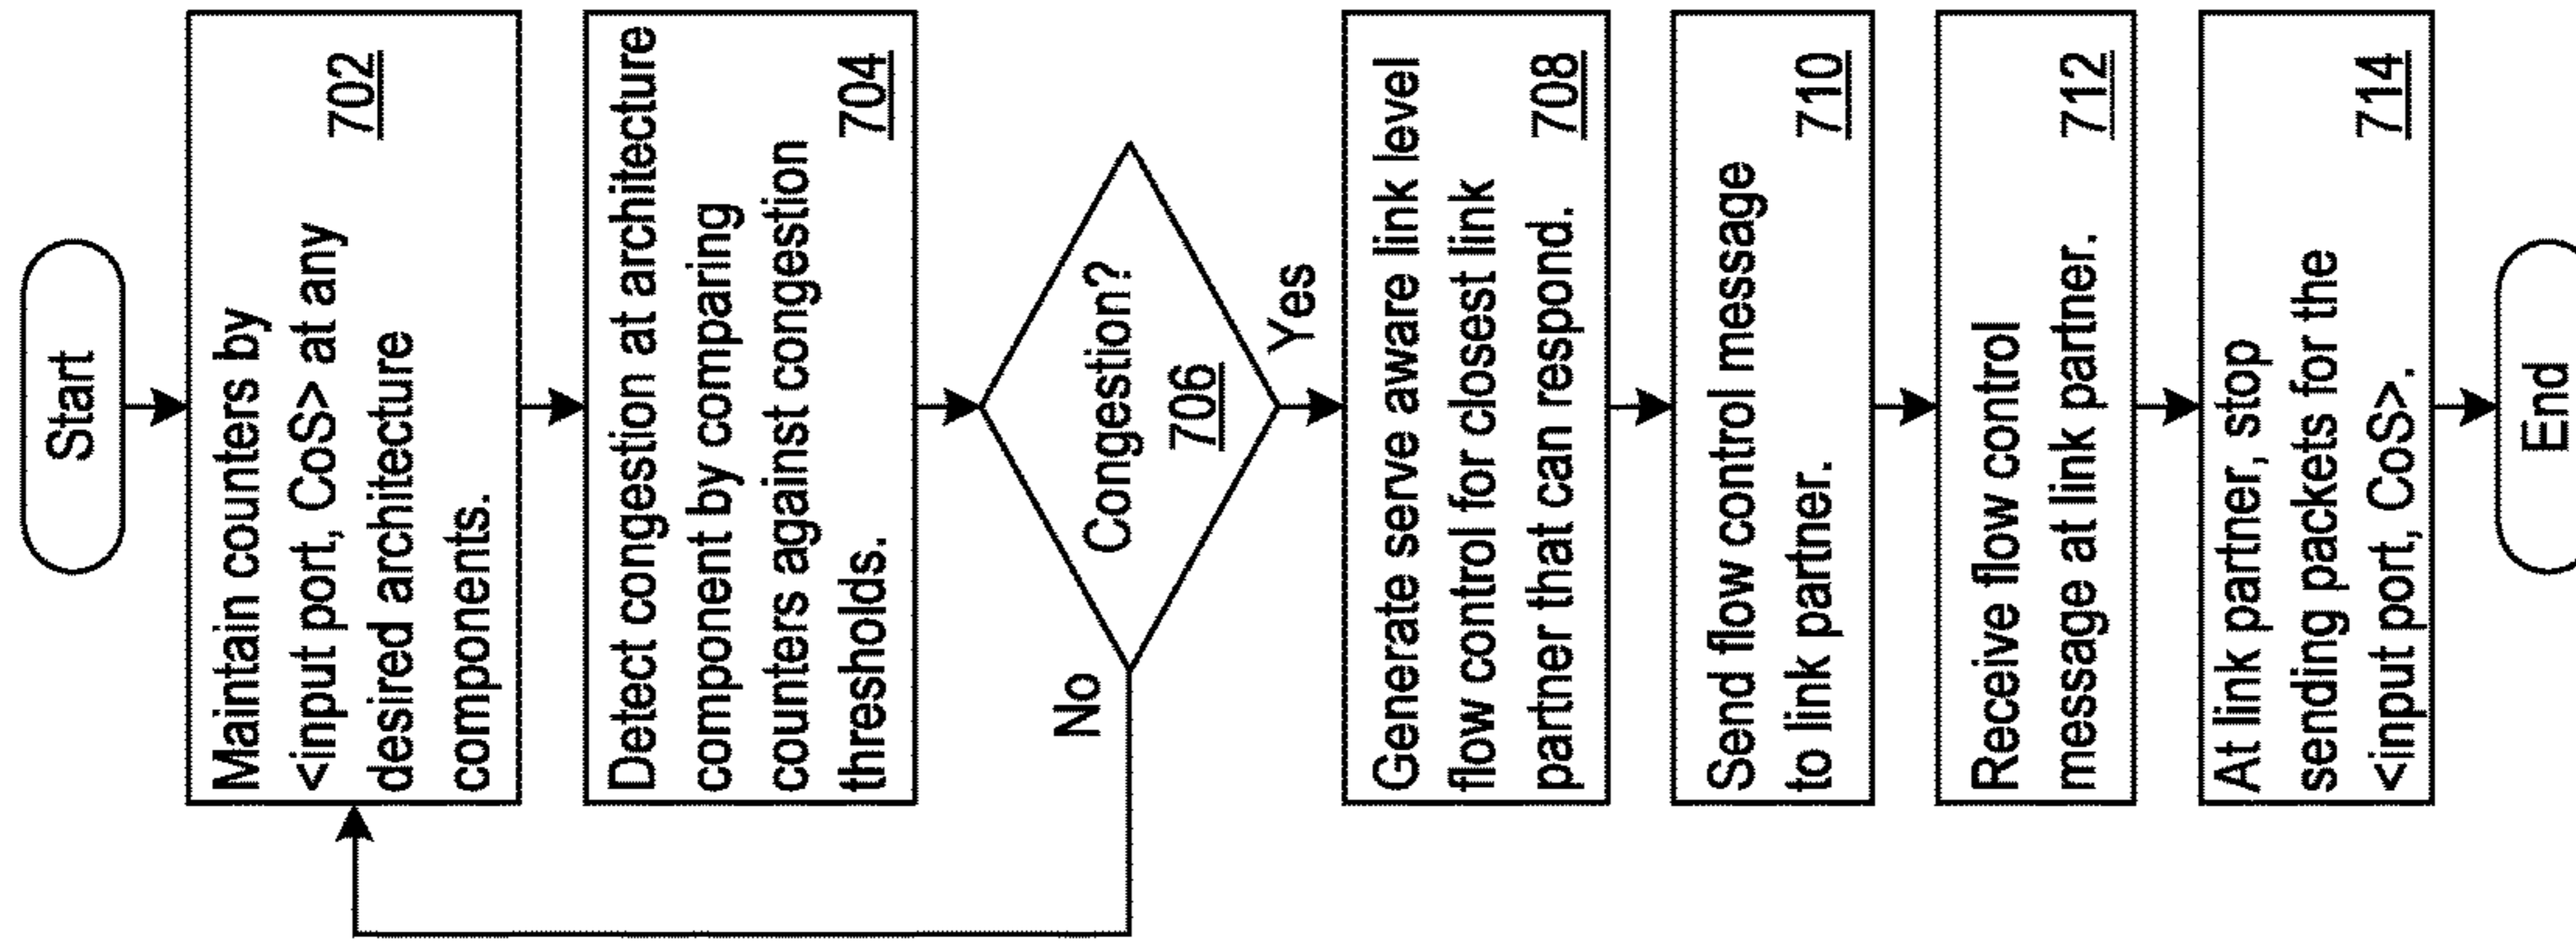 Start
Maintain counters by
<input port, CoS> at any
desired architecture
components.
702
Detect congestion at architecture
component by comparing
counters against congestion
thresholds.
704
Congestion?
706
No
Yes
Generate serve aware link level
flow control for closest link
partner that can respond.
708
Send flow control message
to link partner.
710
Receive flow control
message at link partner.
712
At link partner, stop
sending packets for the
<input port, CoS>.
714
End